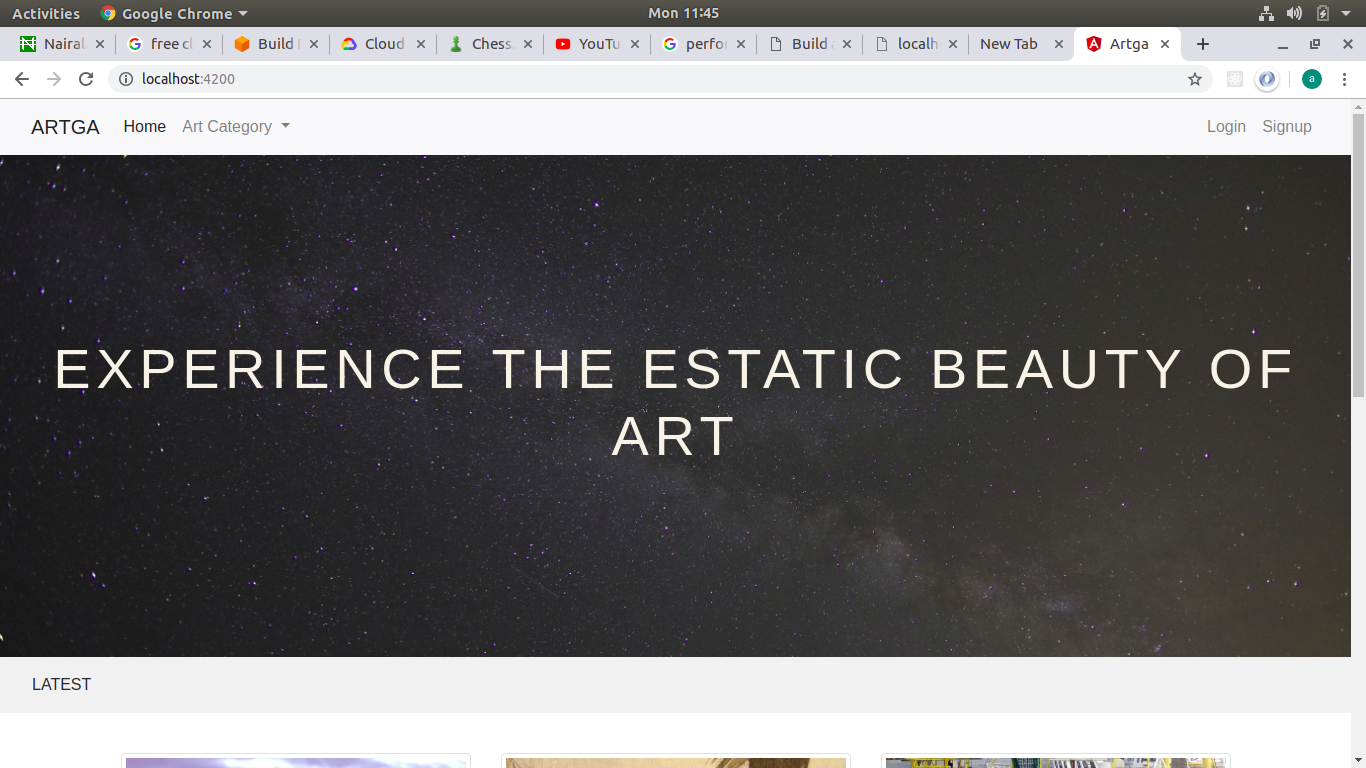 Activities Google Chrome Mon 11:45
Naira free cl Build Cloud Chess. YouTu perfor Build localh New Tab Artga
localhost:4200 a
ARTGA Home Art Category Login Signup
EXPERIENCE THE ESTATIC BEAUTY OF
ART
LATEST